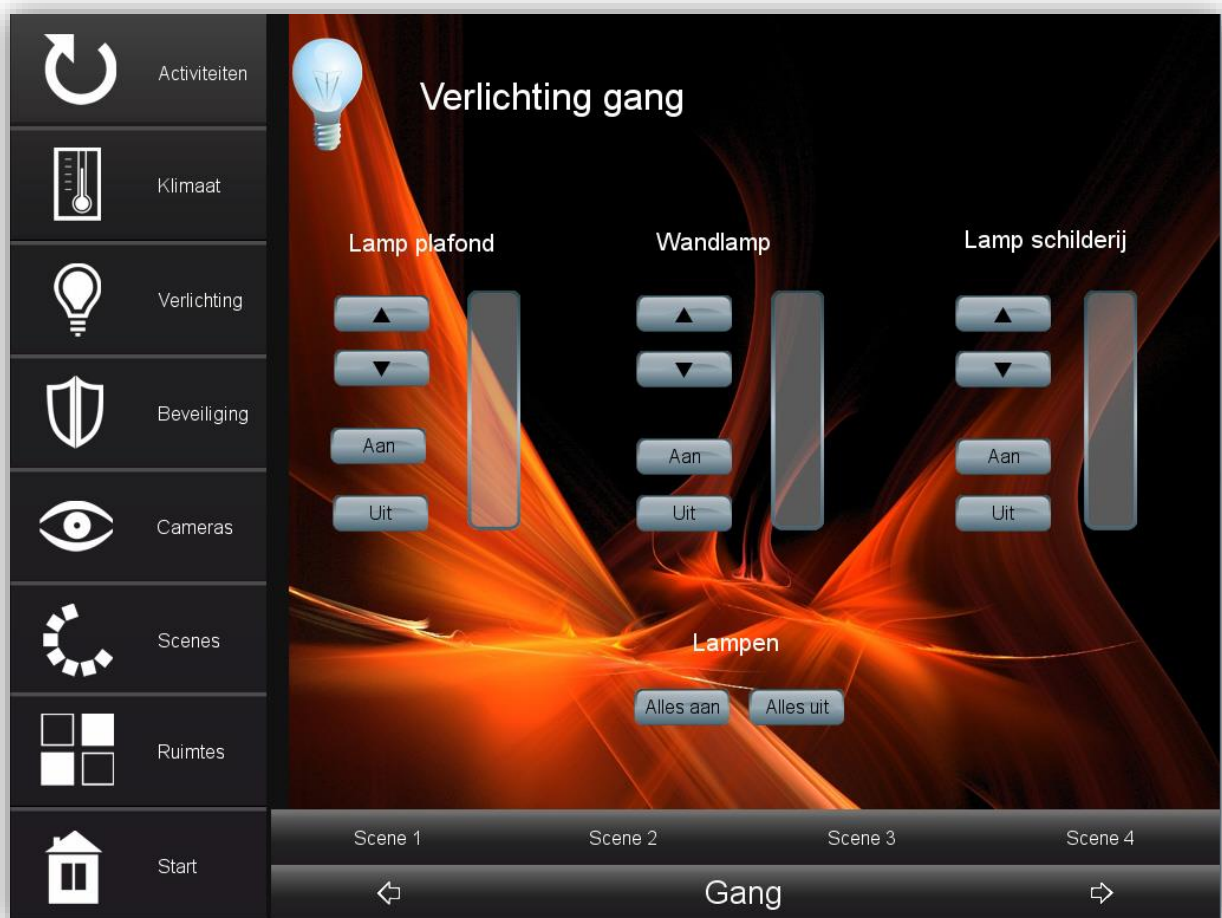 Activiteiten
Klimaat
Verlichting
Beveiliging
Cameras
Scenes
Ruimtes
Start
Verlichting gang
Lamp plafond
Aan
Uit
Wandlamp
Aan
Uit
Lamp schilderij
Aan
Uit
Lampen
Alles aan Alles uit
Scene 1 Scene 2 Scene 3 Scene 4
Gang